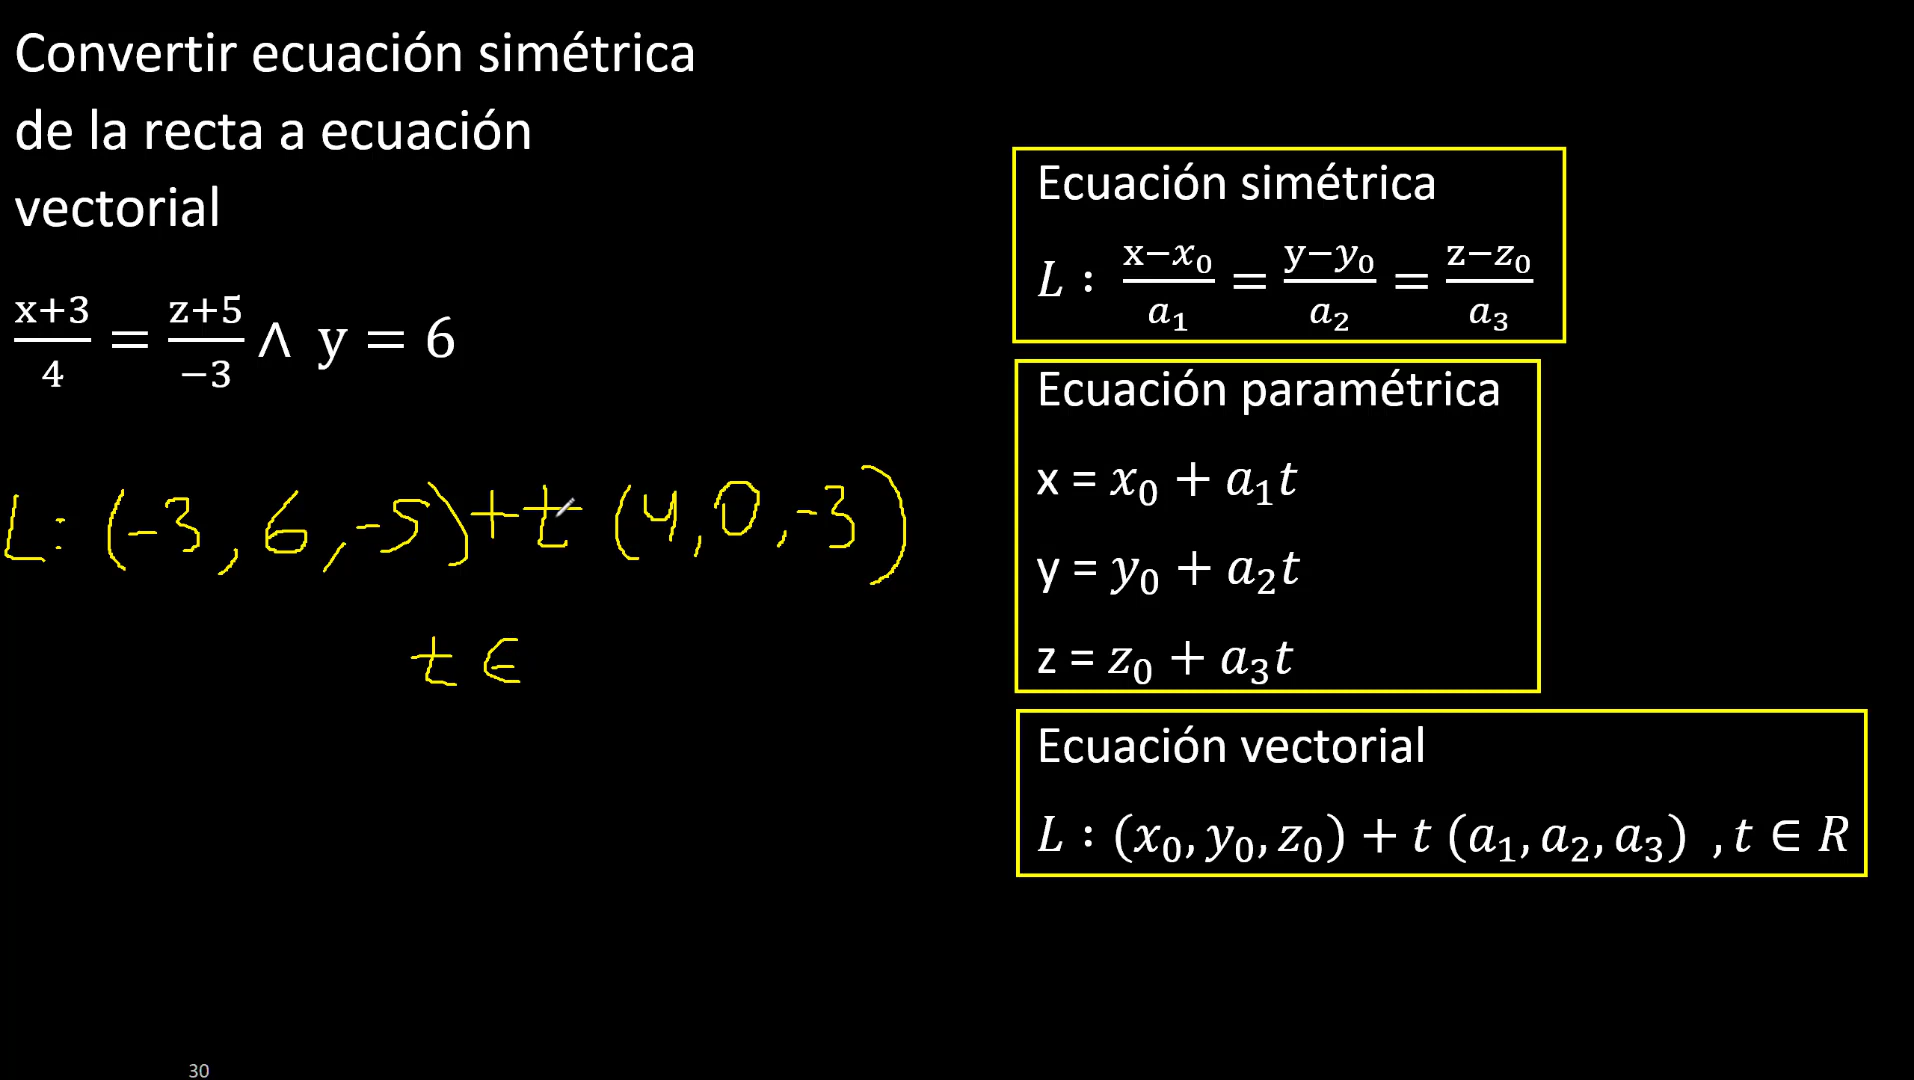 Convertir ecuación simétrica
de la recta a ecuación
vectorial
x+3/4 = z+5/−3 ∧ y = 6
L: (-3, 6, -5) + t (4, 0, -3)
t ∈
Ecuación simétrica
L : x−x₀/a₁ = y−y₀/a₂ = z−z₀/a₃
Ecuación paramétrica
x = x₀ + a₁t
y = y₀ + a₂t
z = z₀ + a₃t
Ecuación vectorial
L : (x₀, y₀, z₀) + t (a₁, a₂, a₃) , t ∈ R
30